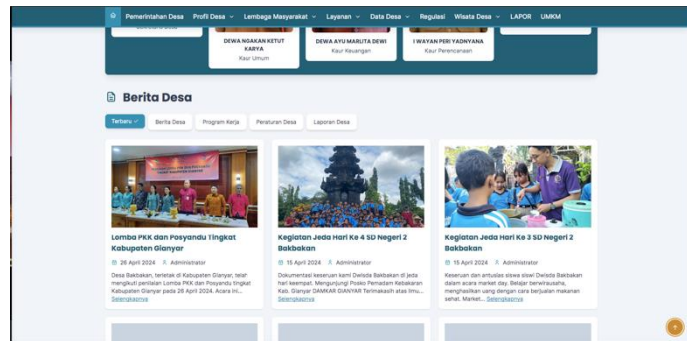 Pemerintahan Desa Profil Desa Lembaga Masyarakat Layanan Data Desa Regulasi Wisata Desa LAPOR UMKM
DEWA NGAKAN KETUT
KARYA
Kaur Umum
DEWA AYU MARLITA DEWI
Kaur Keuangan
I WAYAN PERI YADNYANA
Kaur Perencanaan
Berita Desa
Terbaru Berita Desa Program Kerja Peraturan Desa Laporan Desa
Lomba PKK dan Posyandu Tingkat
Kabupaten Gianyar
26 April 2024 Administrator
Desa Bakbakan, terletak di Kabupaten Gianyar, telah
mengikuti penilaian Lomba PKK dan Posyandu tingkat
Kabupaten Gianyar pada 26 April 2024. Acara ini...
Selengkapnya
Kegiatan Jeda Hari Ke 4 SD Negeri 2
Bakbakan
15 April 2024 Administrator
Dokumentasi keseruan kami Dwisda Bakbakan di jeda
hari keempat. Mengunjungi Posko Pemadam Kebakaran
Kab. Gianyar DAMKAR GIANYAR Terimakasih atas ilmu...
Selengkapnya
Kegiatan Jeda Hari Ke 3 SD Negeri 2
Bakbakan
15 April 2024 Administrator
Keseruan dan antusias siswa siswi Dwisda Bakbakan
dalam acara market day. Belajar berwirausaha,
menghasilkan uang dengan cara berjualan makanan
sehat. Market... Selengkapnya